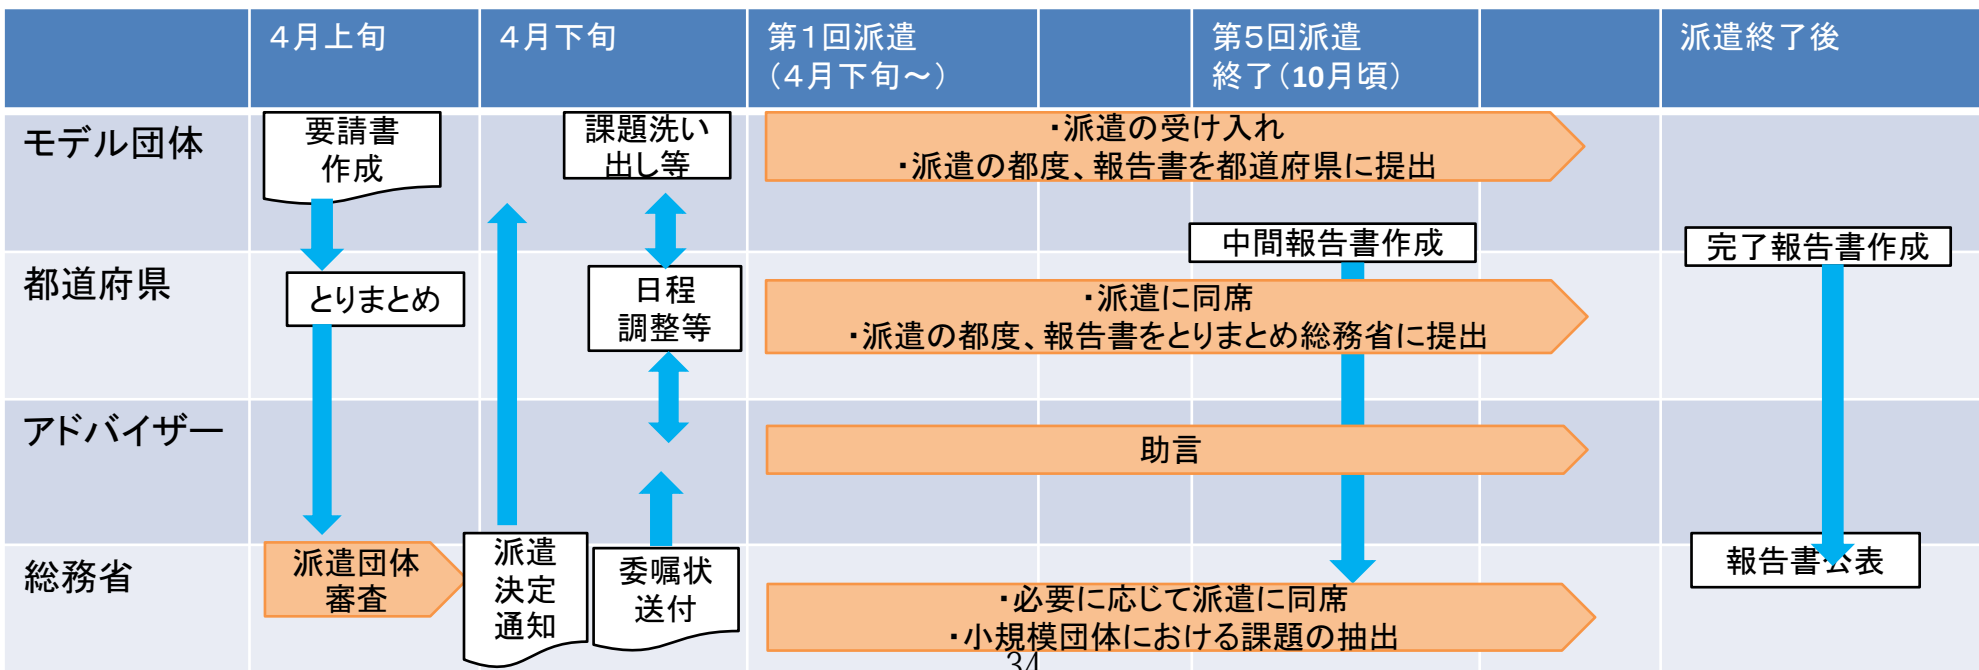 ４月上旬
４月下旬
第１回派遣
（４月下旬～）
第５回派遣
終了（10月頃）
派遣終了後
モデル団体
要請書
作成
課題洗い
出し等
・派遣の受け入れ
・派遣の都度、報告書を都道府県に提出
中間報告書作成
完了報告書作成
都道府県
とりまとめ
日程
調整等
・派遣に同席
・派遣の都度、報告書をとりまとめ総務省に提出
アドバイザー
助言
総務省
派遣団体
審査
派遣
決定
通知
委嘱状
送付
・必要に応じて派遣に同席
・小規模団体における課題の抽出
報告書公表
34